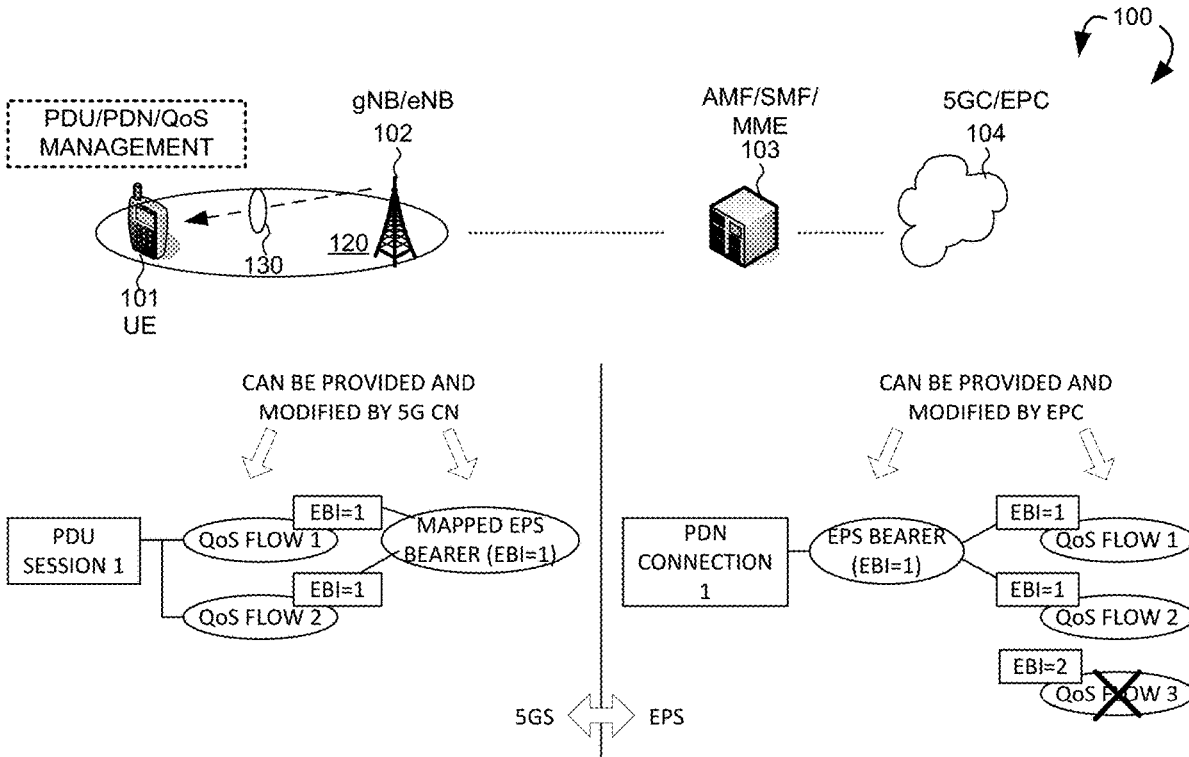 100
PDU/PDN/QoS
MANAGEMENT
gNB/eNB
102
AMF/SMF/
MME
103
5GC/EPC
104
120
130
101
UE
CAN BE PROVIDED AND
MODIFIED BY 5G CN
CAN BE PROVIDED AND
MODIFIED BY EPC
PDU
SESSION 1
EBI=1
QoS FLOW 1
EBI=1
QoS FLOW 2
MAPPED EPS
BEARER (EBI=1)
PDN
CONNECTION
1
EPS BEARER
(EBI=1)
EBI=1
QoS FLOW 1
EBI=1
QoS FLOW 2
EBI=2
QoS FLOW 3
5GS
EPS